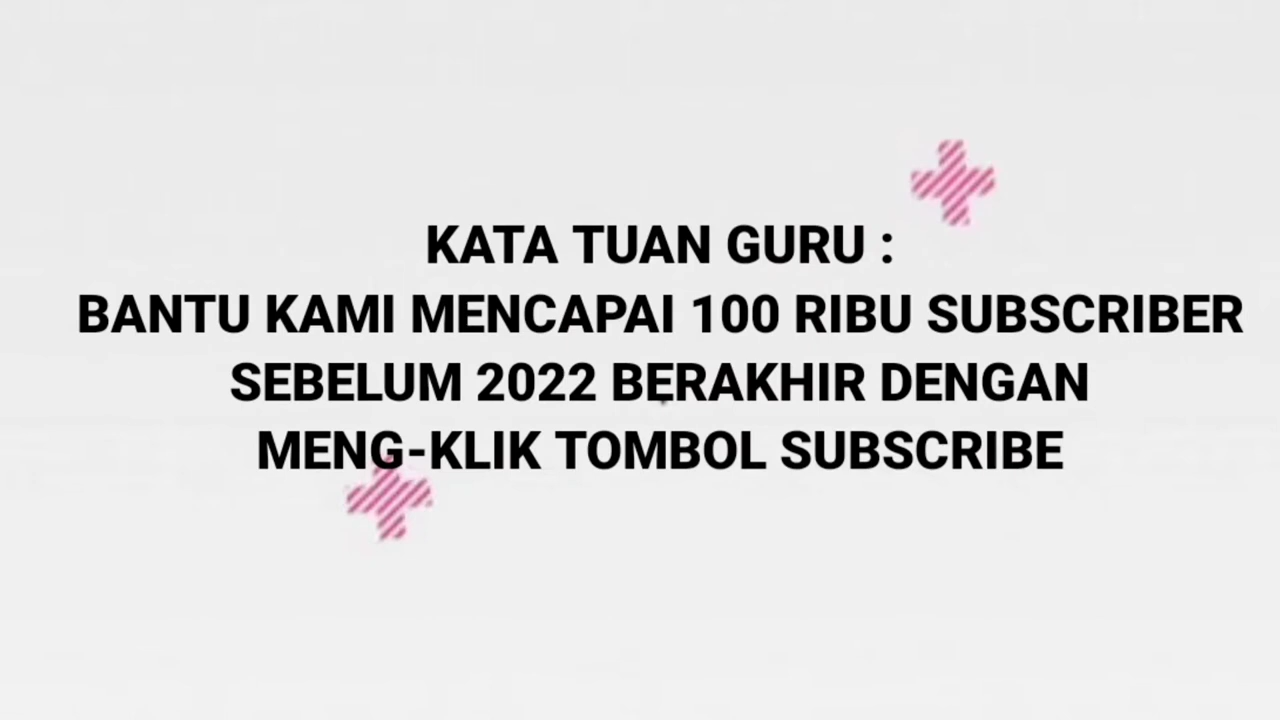 KATA TUAN GURU :
BANTU KAMI MENCAPAI 100 RIBU SUBSCRIBER
SEBELUM 2022 BERAKHIR DENGAN
MENG-KLIK TOMBOL SUBSCRIBE